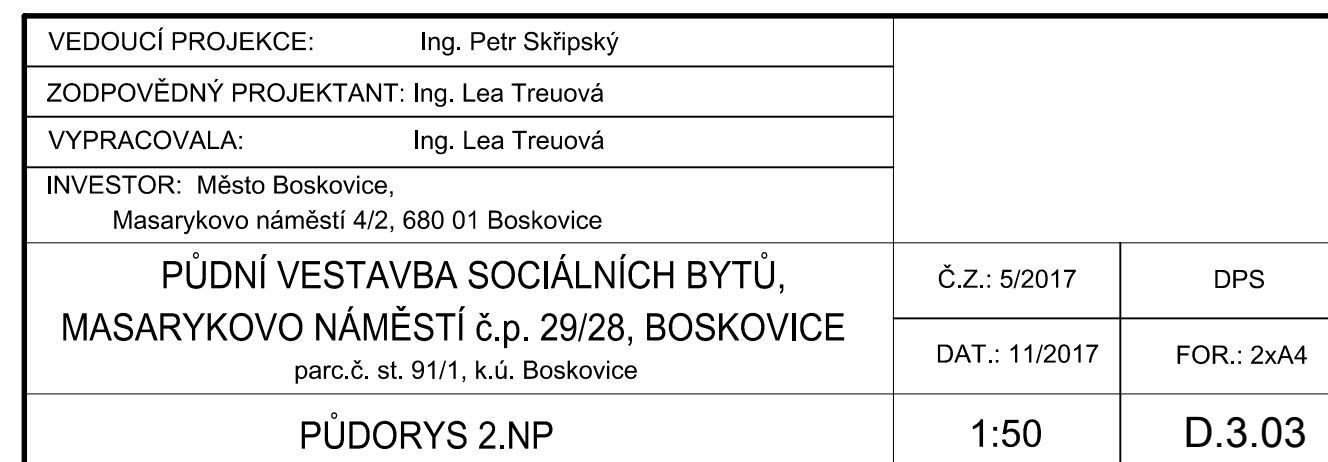 VEDOUCÍ PROJEKCE: Ing. Petr Skřipský
ZODPOVĚDNÝ PROJEKTANT: Ing. Lea Treuová
VYPRACOVALA: Ing. Lea Treuová
INVESTOR: Město Boskovice,
Masarykovo náměstí 4/2, 680 01 Boskovice
PŮDNÍ VESTAVBA SOCIÁLNÍCH BYTŮ,
MASARYKOVO NÁMĚSTÍ č.p. 29/28, BOSKOVICE
parc.č. st. 91/1, k.ú. Boskovice
Č.Z.: 5/2017 DPS
DAT.: 11/2017 FOR.: 2xA4
PŮDORYS 2.NP 1:50 D.3.03